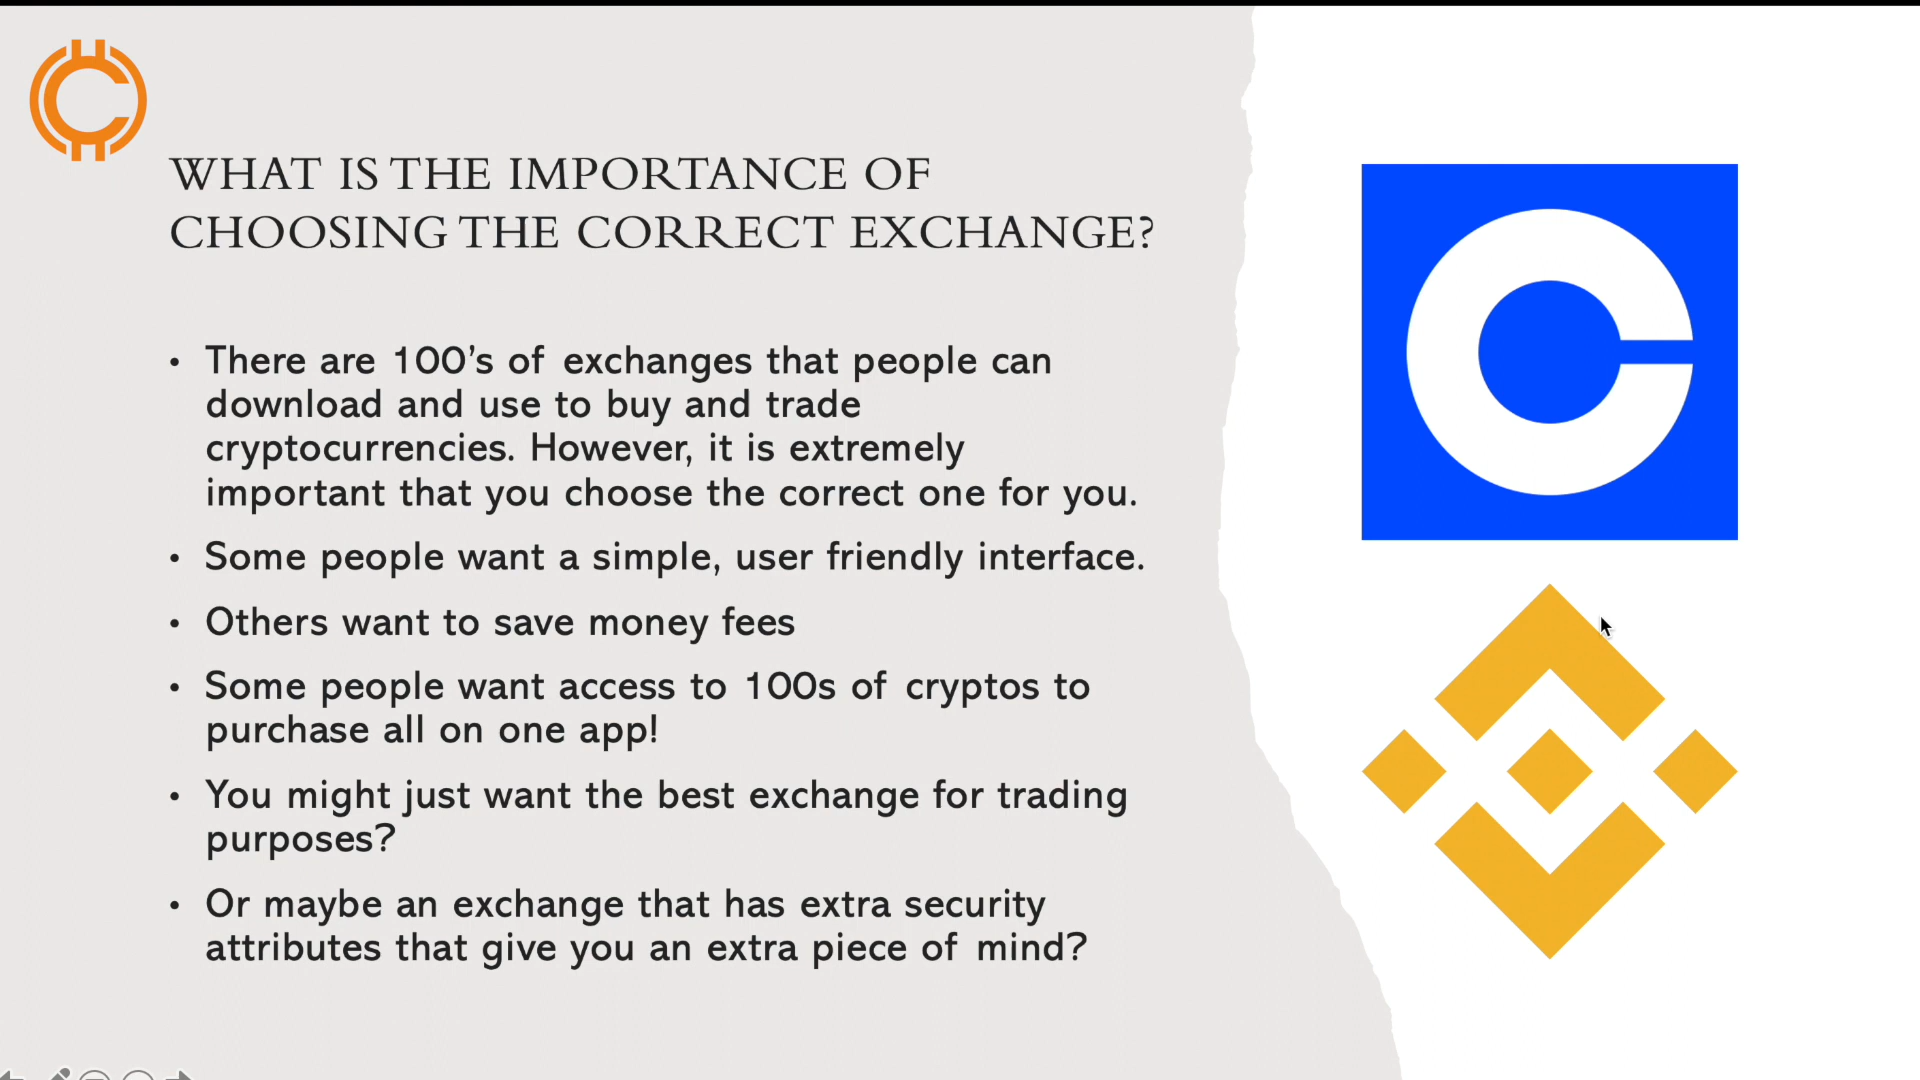 WHAT IS THE IMPORTANCE OF
CHOOSING THE CORRECT EXCHANGE?
• There are 100's of exchanges that people can
download and use to buy and trade
cryptocurrencies. However, it is extremely
important that you choose the correct one for you.
• Some people want a simple, user friendly interface.
• Others want to save money fees
• Some people want access to 100s of cryptos to
purchase all on one app!
• You might just want the best exchange for trading
purposes?
• Or maybe an exchange that has extra security
attributes that give you an extra piece of mind?